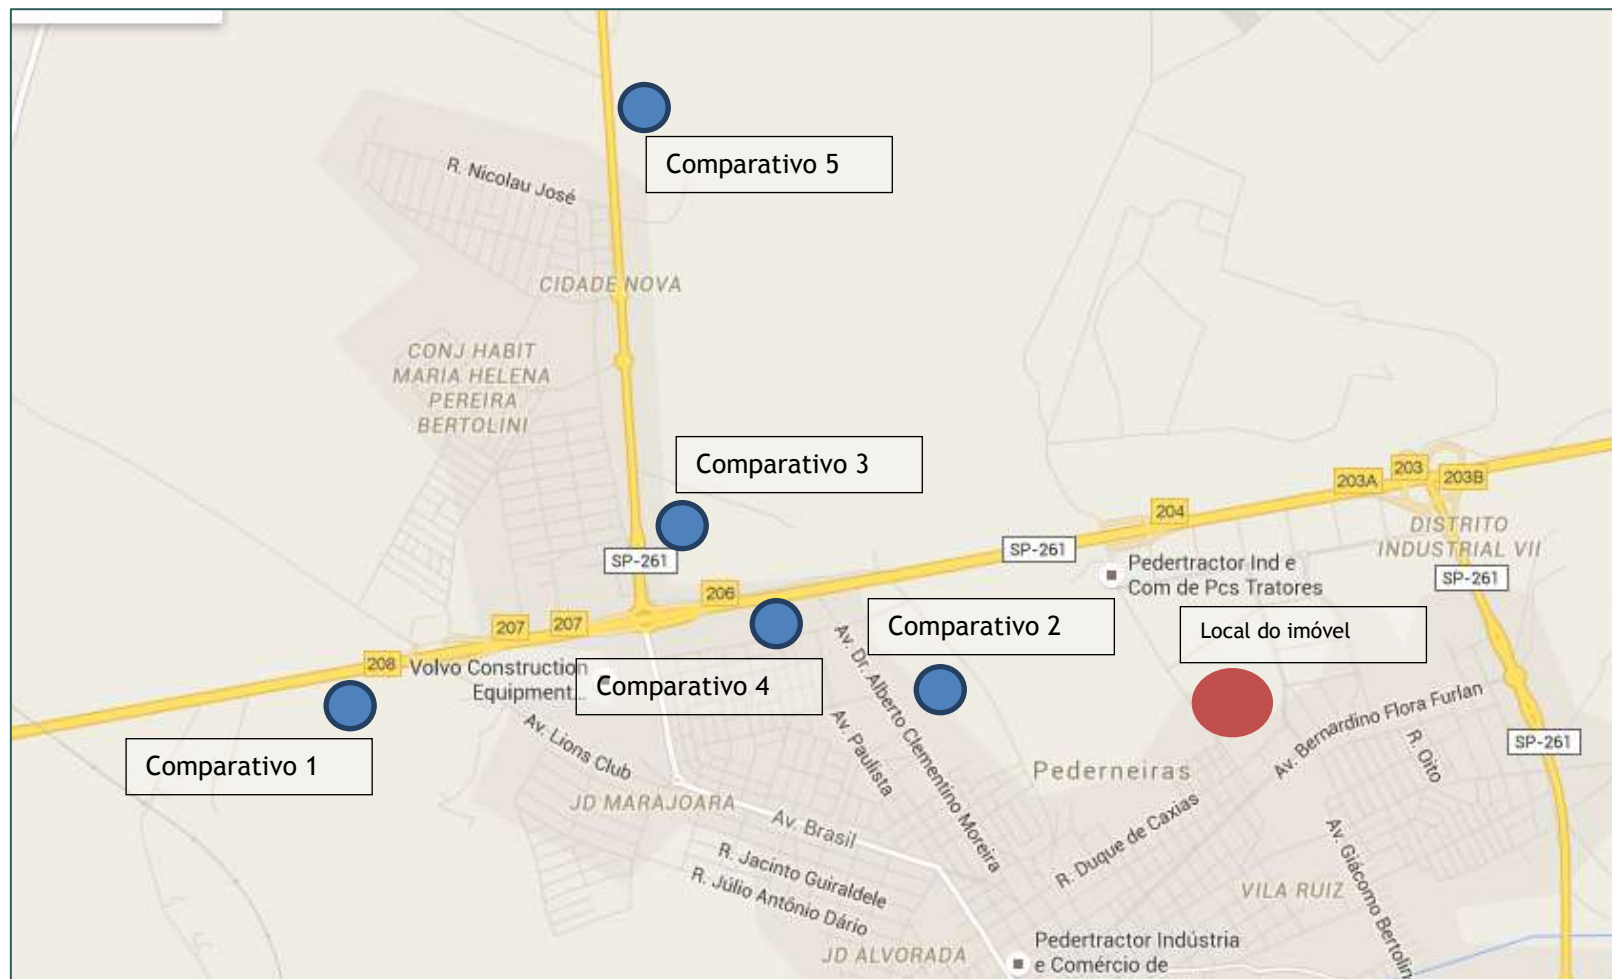 Comparativo 5
R. Nicolau José
CIDADE NOVA
CONJ HABIT
MARIA HELENA
PEREIRA
BERTOLINI
Comparativo 3
203
203A
203B
204
DISTRITO
INDUSTRIAL VII
SP-261
SP-261
Pedertractor Ind e
Com de Pcs Tratores
SP-261
206
207
207
Comparativo 2
Local do imóvel
208
Volvo Construction
Equipment...
Comparativo 4
Av. Dr. Alberto Clementino Moreira
Av. Paulista
Av. Bernardino Flora Furlan
R. Oito
SP-261
Comparativo 1
Av. Lions Club
Pederneiras
JD MARAJOARA
Av. Brasil
R. Duque de Caxias
Av. Giácomo Bertolin
R. Jacinto Guiraldele
R. Júlio Antônio Dário
VILA RUIZ
JD ALVORADA
Pedertractor Indústria
e Comércio de